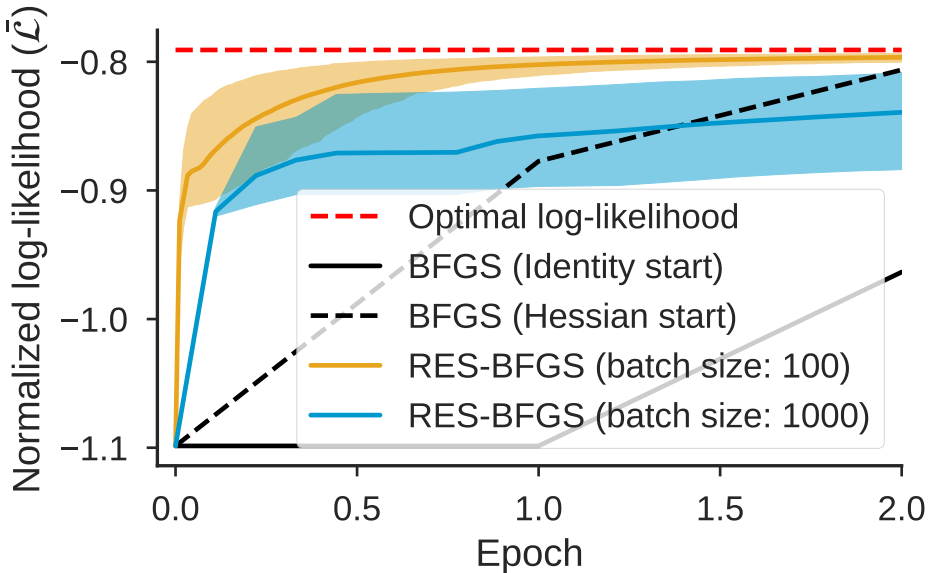 Normalized log-likelihood (ℒ̄)
−0.8
−0.9
−1.0
−1.1
Optimal log-likelihood
BFGS (Identity start)
BFGS (Hessian start)
RES-BFGS (batch size: 100)
RES-BFGS (batch size: 1000)
0.0 0.5 1.0 1.5 2.0
Epoch